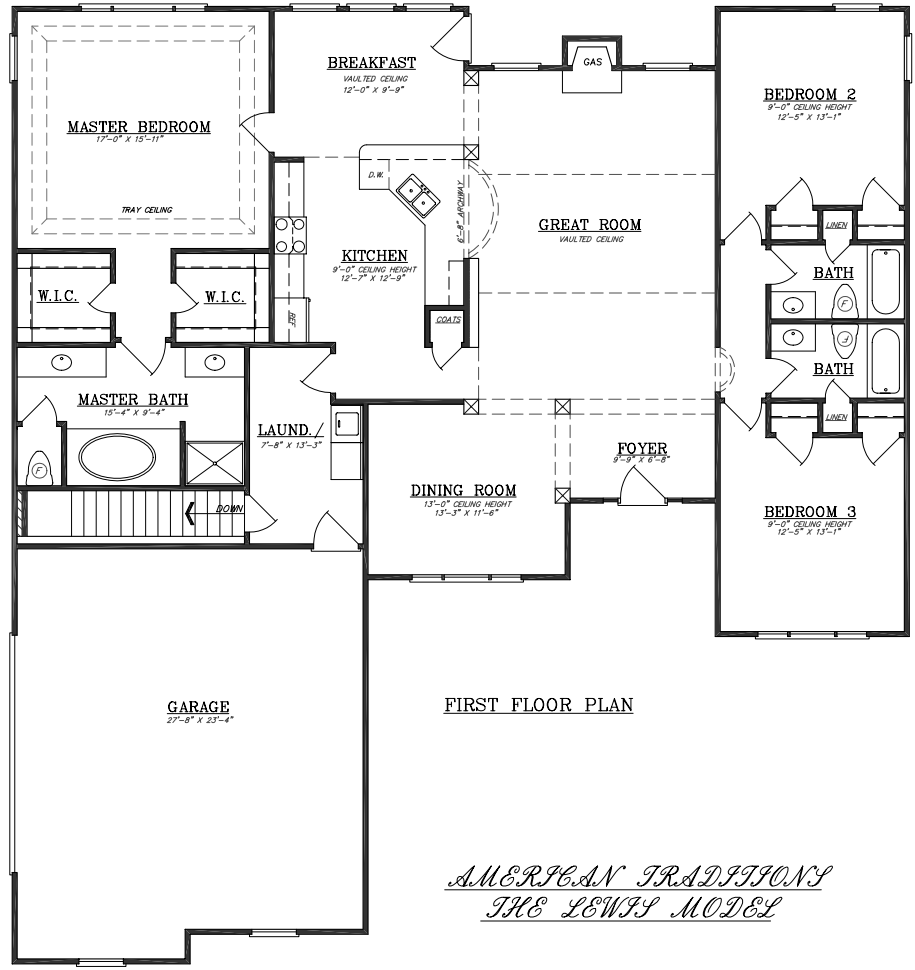 BREAKFAST
VAULTED CEILING
12'-0" X 9'-9"
GAS
MASTER BEDROOM
17'-0" X 15'-11"
TRAY CEILING
BEDROOM 2
9'-0" CEILING HEIGHT
12'-5" X 13'-1"
D.W.
6'-8" ARCHWAY
GREAT ROOM
VAULTED CEILING
LINEN
KITCHEN
9'-0" CEILING HEIGHT
12'-7" X 12'-9"
BATH
W.I.C.
W.I.C.
REF
COATS
F
F
BATH
MASTER BATH
15'-4" X 9'-4"
LAUND./
7'-8" X 13'-3"
LINEN
F
FOYER
9'-9" X 6'-8"
DINING ROOM
13'-0" CEILING HEIGHT
13'-3" X 11'-6"
DOWN
BEDROOM 3
9'-0" CEILING HEIGHT
12'-5" X 13'-1"
GARAGE
27'-8" X 23'-4"
FIRST FLOOR PLAN
AMERICAN TRADITIONS
THE LEWIS MODEL